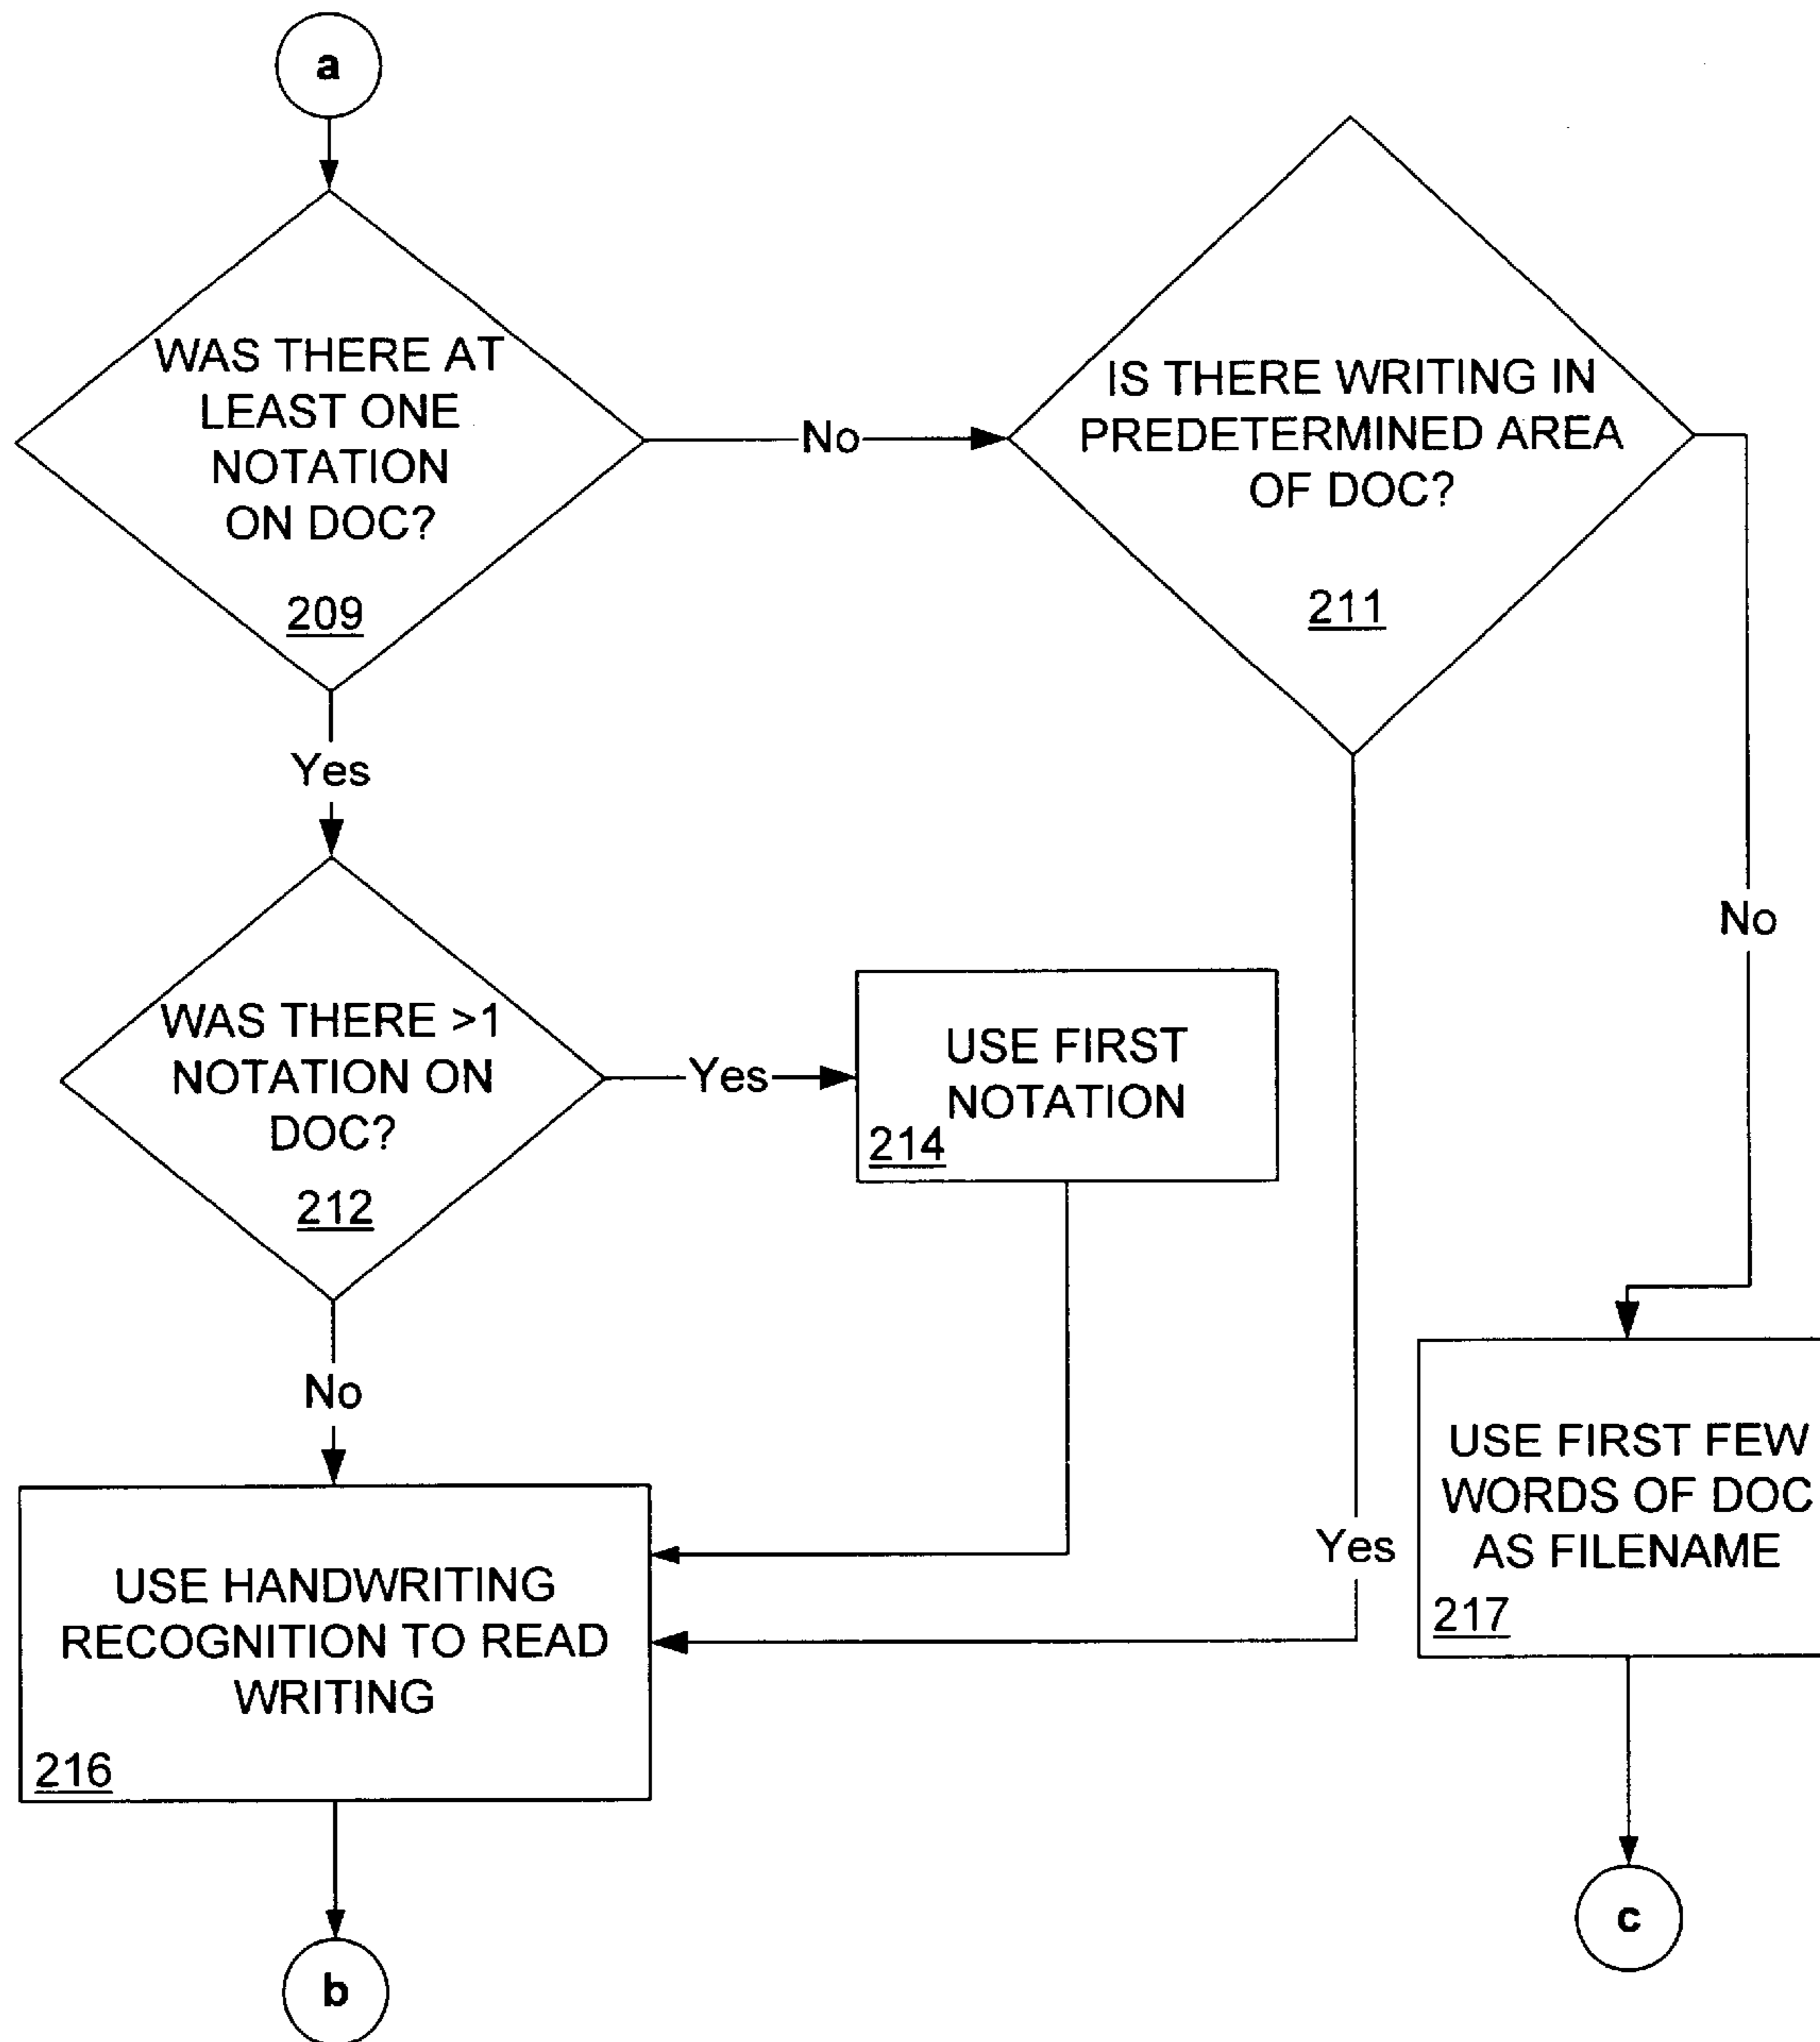 a
WAS THERE AT
LEAST ONE
NOTATION
ON DOC?
209
No
IS THERE WRITING IN
PREDETERMINED AREA
OF DOC?
211
Yes
No
WAS THERE >1
NOTATION ON
DOC?
212
Yes
USE FIRST
NOTATION
214
No
USE FIRST FEW
WORDS OF DOC
AS FILENAME
217
Yes
USE HANDWRITING
RECOGNITION TO READ
WRITING
216
c
b